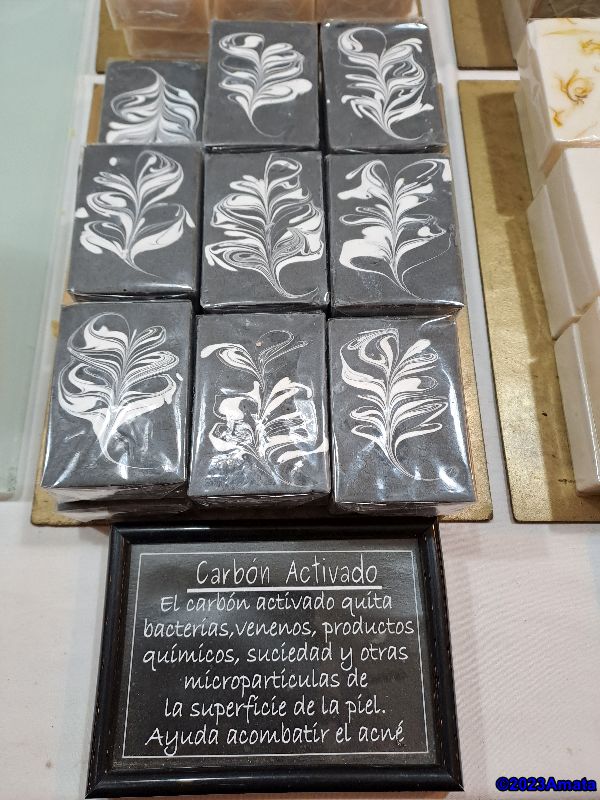 Carbón Activado
El carbón activado quita
bacterias, venenos, productos
químicos, suciedad y otras
microparticulas de
la superficie de la piel.
Ayuda acombatir el acné
©2023Amata